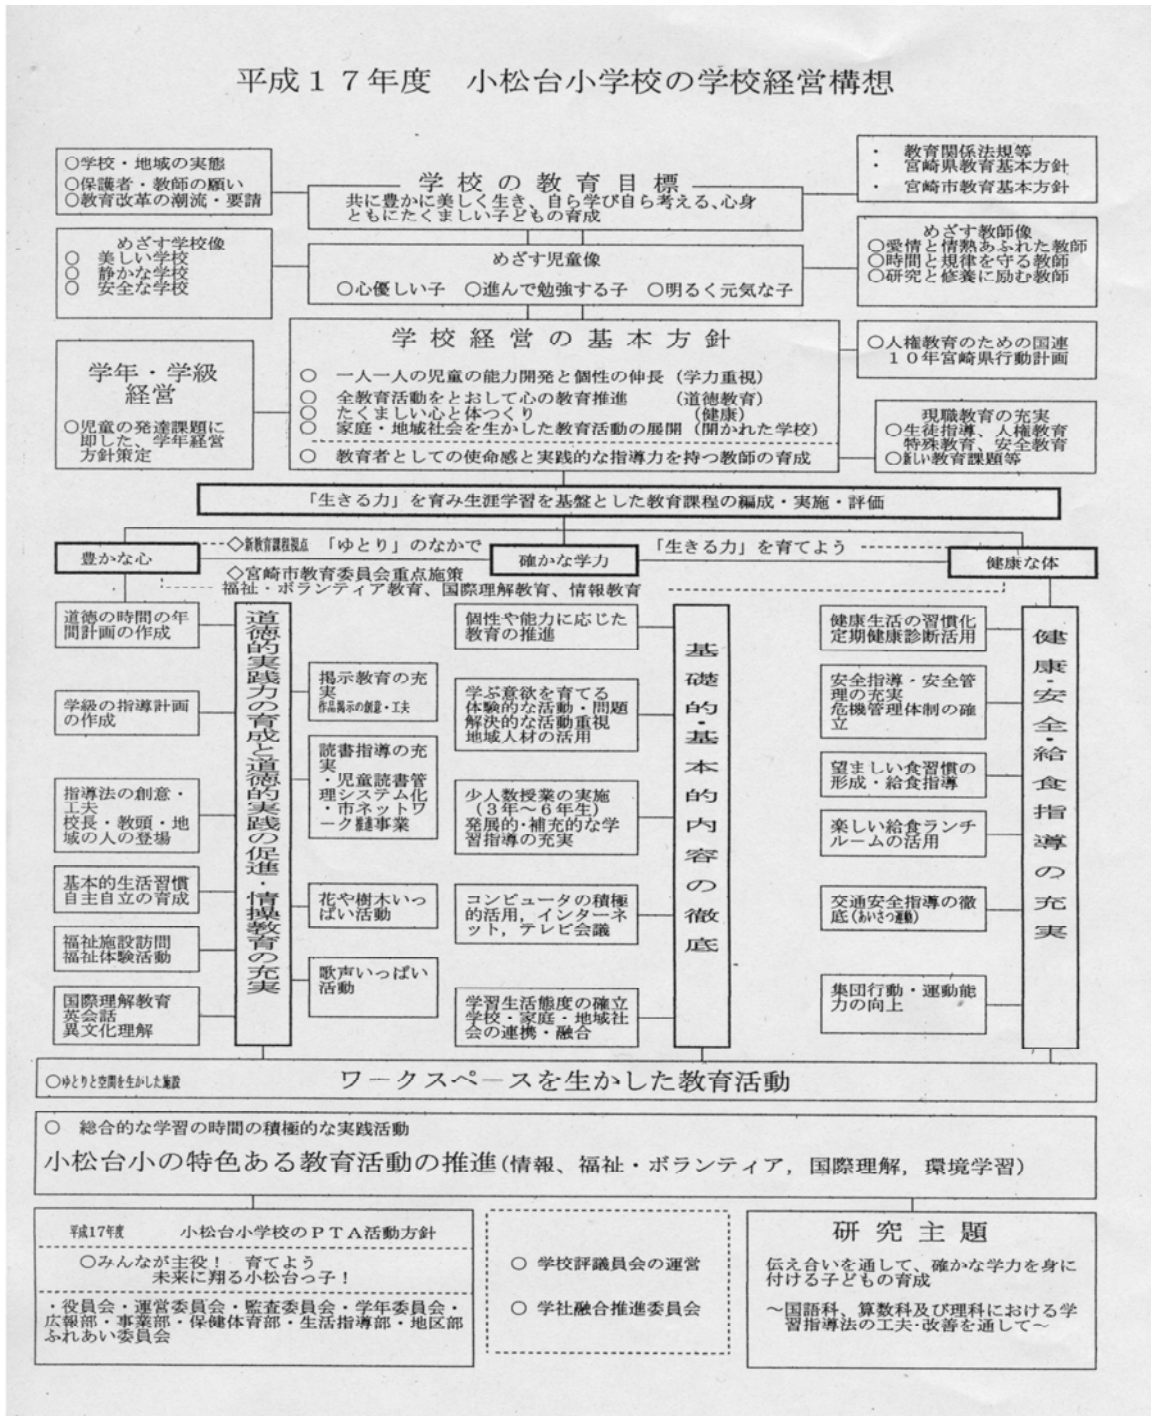 平成１７年度　小松台小学校の学校経営構想
○学校・地域の実態
○保護者・教師の願い
○教育改革の潮流・要請
学校の教育目標
共に豊かに美しく生き、自ら学び自ら考える、心身
ともにたくましい子どもの育成
・　教育関係法規等
・　宮崎県教育基本方針
・　宮崎市教育基本方針
めざす学校像
○　美しい学校
○　静かな学校
○　安全な学校
めざす児童像
○心優しい子　○進んで勉強する子　○明るく元気な子
めざす教師像
○愛情と情熱あふれた教師
○時間と規律を守る教師
○研究と修養に励む教師
学年・学級
経営
○児童の発達課題に
即した、学年経営
方針策定
学校経営の基本方針
○　一人一人の児童の能力開発と個性の伸長（学力重視）
○　全教育活動をとおして心の教育推進　　（道徳教育）
○　たくましい心と体つくり　　　　　　　　（健康）
○　家庭・地域社会を生かした教育活動の展開（開かれた学校）
○　教育者としての使命感と実践的な指導力を持つ教師の育成
○人権教育のための国連
１０年宮崎県行動計画
現職教育の充実
○生徒指導、人権教育
特殊教育、安全教育
○新しい教育課題等
「生きる力」を育み生涯学習を基盤とした教育課程の編成・実施・評価
豊かな心
◇新教育課程視点　「ゆとり」のなかで
確かな学力
「生きる力」を育てよう
健康な体
◇宮崎市教育委員会重点施策
福祉・ボランティア教育、国際理解教育、情報教育
道徳の時間の年
間計画の作成
学級の指導計画
の作成
指導法の創意・
工夫
校長・教頭・地
域の人の登場
基本的生活習慣
自主自立の育成
福祉施設訪問
福祉体験活動
国際理解教育
英会話
異文化理解
道徳的実践力の育成と道徳的実践の促進・情操教育の充実
掲示教育の充
実
作品掲示の創意・工夫
読書指導の充
実
・児童読書管
理システム化
・市ネットワ
ーク推進事業
花や樹木いっ
ぱい活動
歌声いっぱい
活動
個性や能力に応じた
教育の推進
学ぶ意欲を育てる
体験的な活動・問題
解決的な活動重視
地域人材の活用
少人数授業の実施
（３年～６年生）
発展的・補充的な学
習指導の充実
コンピュータの積極
的活用，インターネ
ット，テレビ会議
学習生活態度の確立
学校・家庭・地域社
会の連携・融合
基礎的・基本的内容の徹底
健康生活の習慣化
定期健康診断活用
安全指導・安全管
理の充実
危機管理体制の確
立
望ましい食習慣の
形成・給食指導
楽しい給食ランチ
ルームの活用
交通安全指導の徹
底（あいさつ運動）
集団行動・運動能
力の向上
健康・安全・給食指導の充実
○ゆとりと空間を生かした施設
ワークスペースを生かした教育活動
○　総合的な学習の時間の積極的な実践活動
小松台小の特色ある教育活動の推進（情報、福祉・ボランティア，国際理解，環境学習）
平成17年度　　小松台小学校のＰＴＡ活動方針
○みんなが主役！　育てよう
未来に翔る小松台っ子！
・役員会・運営委員会・監査委員会・学年委員会・
広報部・事業部・保健体育部・生活指導部・地区部
ふれあい委員会
○　学校評議員会の運営
○　学社融合推進委員会
研究主題
伝え合いを通して、確かな学力を身に
付ける子どもの育成
～国語科、算数科及び理科における学
習指導法の工夫・改善を通して～